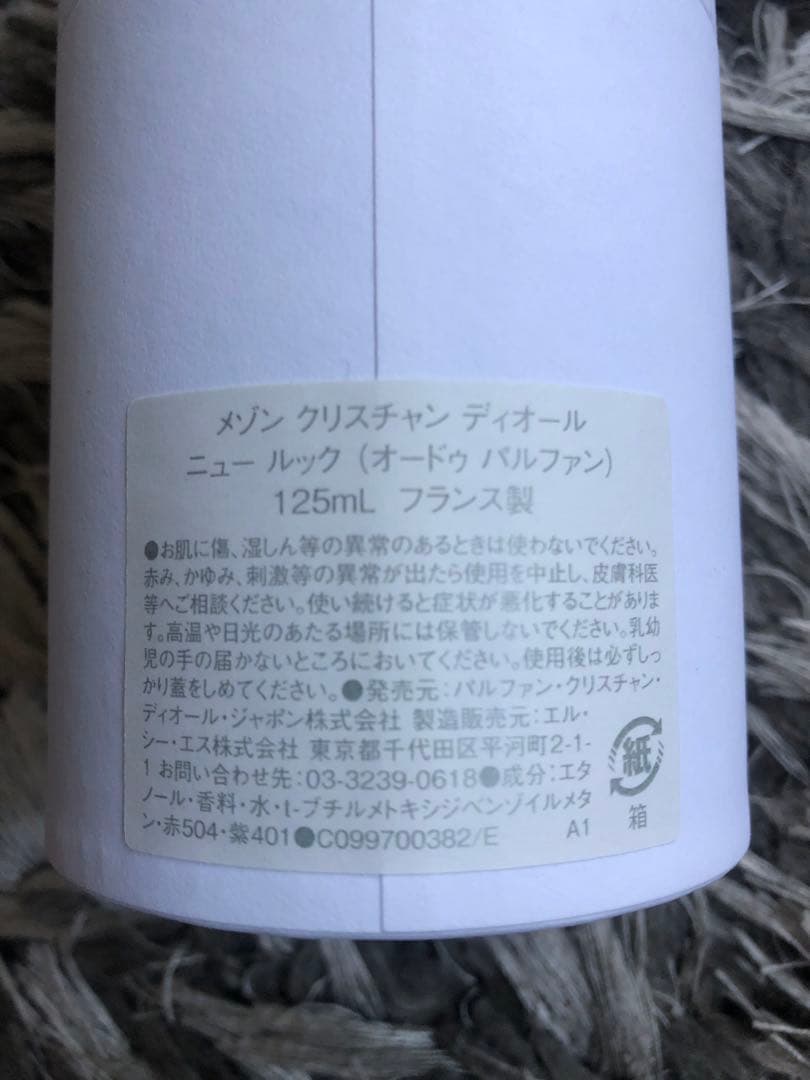 メゾン クリスチャン ディオール
ニュー ルック (オードゥ パルファン)
125mL フランス製
●お肌に傷、湿しん等の異常のあるときは使わないでください。
赤み、かゆみ、刺激等の異常が出たら使用を中止し、皮膚科医
等へご相談ください。使い続けると症状が悪化することがありま
す。高温や日光のあたる場所には保管しないでください。乳幼
児の手の届かないところにおいてください。使用後は必ずしっ
かり蓋をしめてください。●発売元：パルファン・クリスチャン・
ディオール・ジャポン株式会社 製造販売元：エル・
シー・エス株式会社 東京都千代田区平河町2-1-
1 お問い合わせ先：03-3239-0618●成分：エタ
ノール・香料・水・t-ブチルメトキシジベンゾイルメタ
ン・赤504・紫401●C099700382/E A1
紙
箱